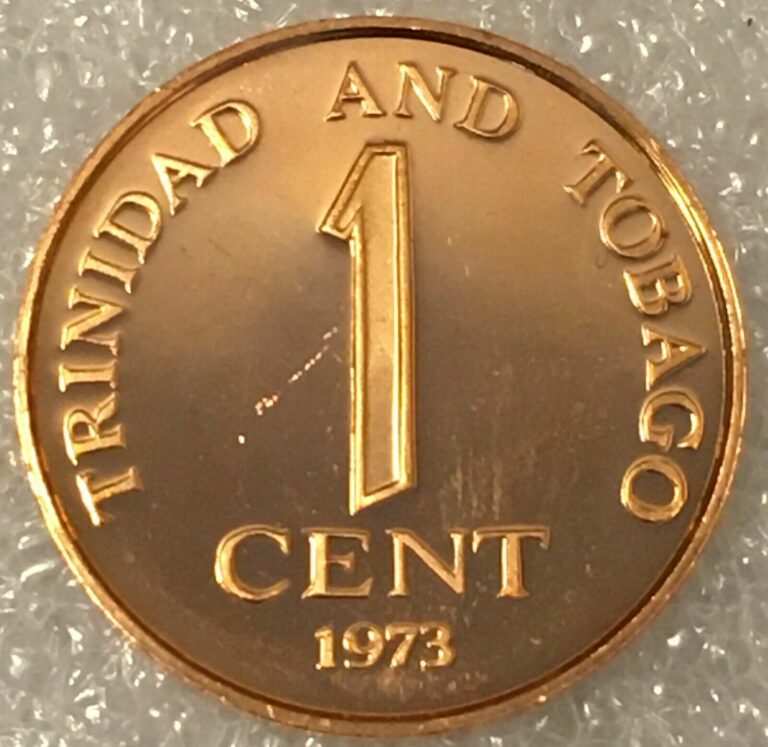 TRINIDAD AND TOBAGO
1
CENT
1973